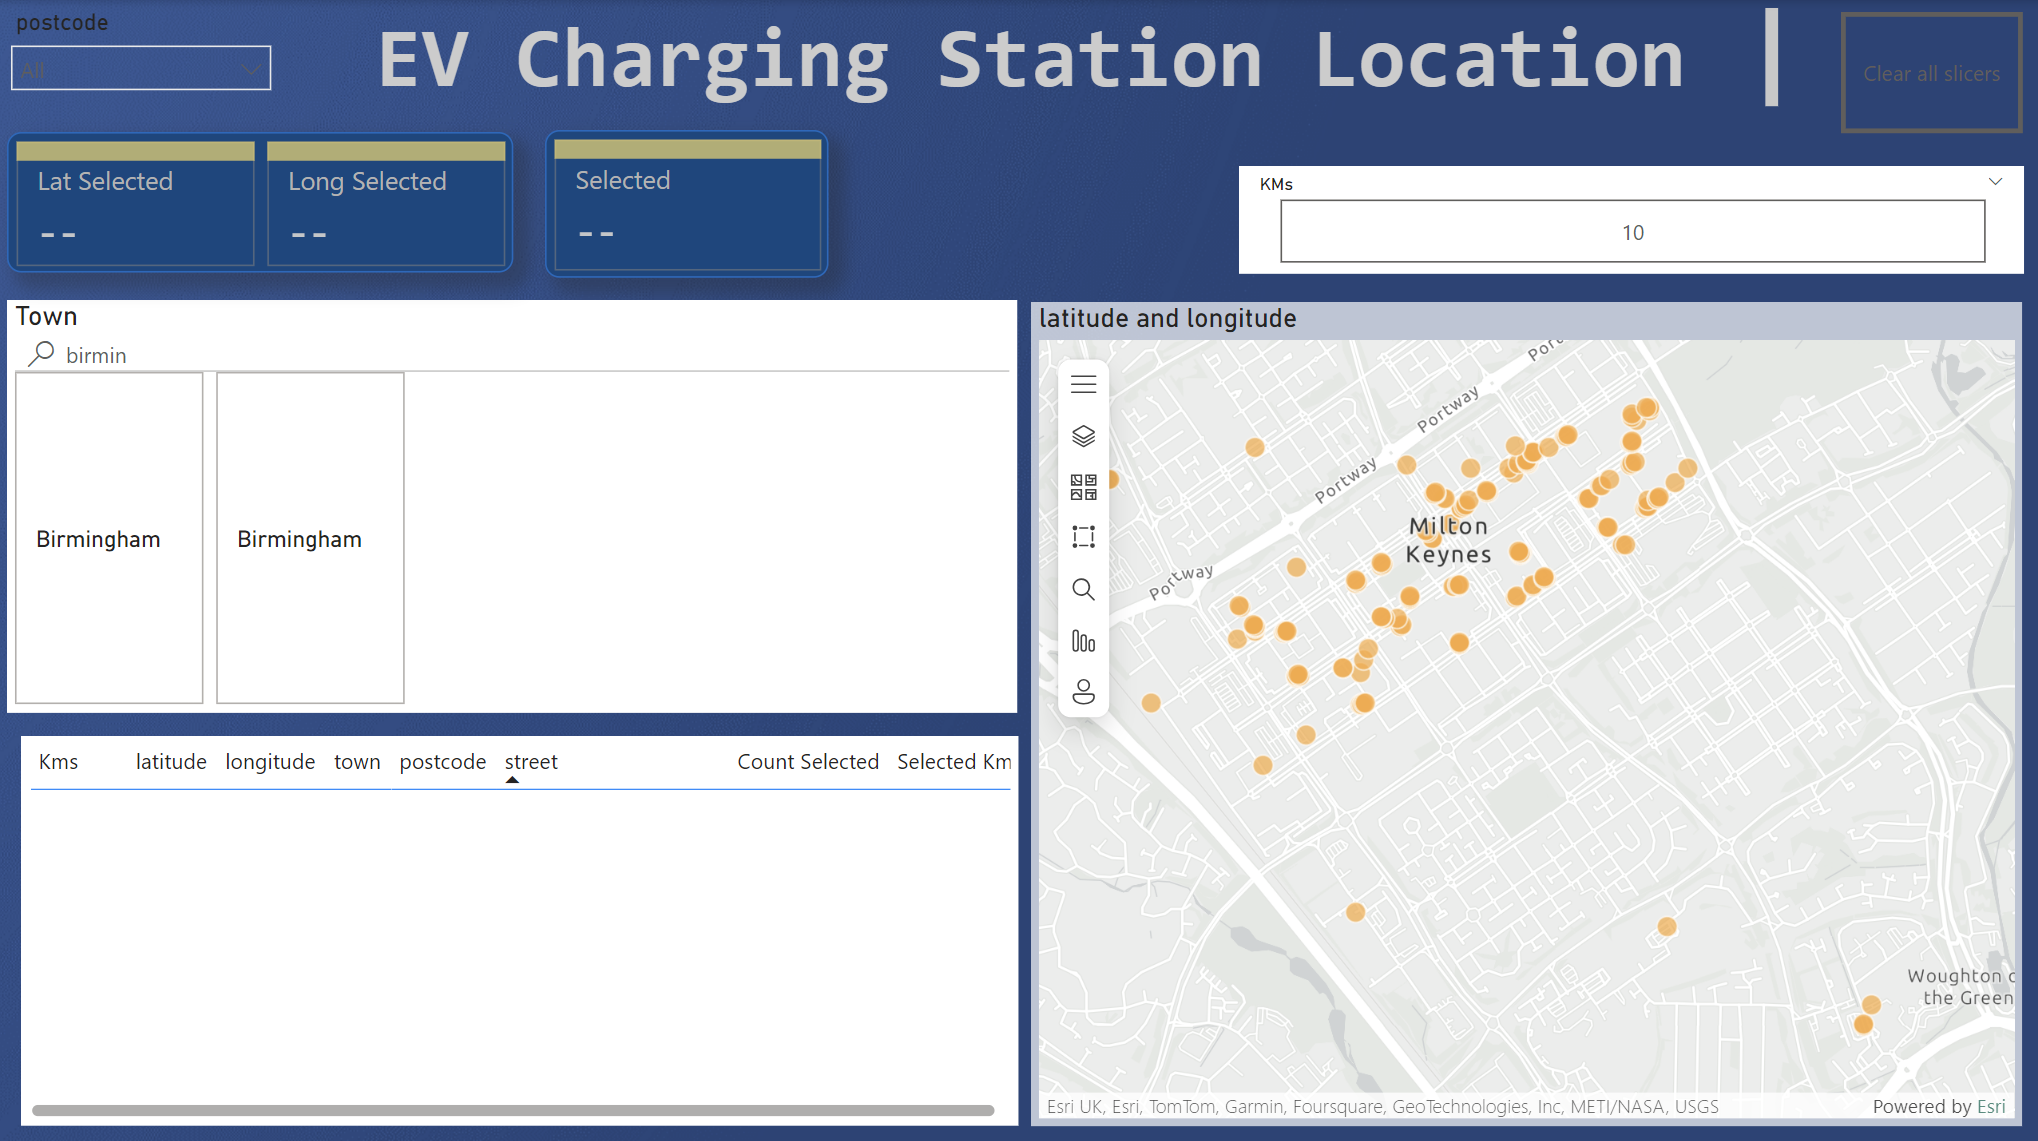 postcode
All
EV Charging Station Location
Clear all slicers
Lat Selected
--
Long Selected
--
Selected
--
KMs
10
Town
birmin
Birmingham
Birmingham
Kms latitude longitude town postcode street Count Selected Selected Km
latitude and longitude
Portway
Portway
Portway
Milton
Keynes
Woughton
the Green
Esri UK, Esri, TomTom, Garmin, Foursquare, GeoTechnologies, Inc, METI/NASA, USGS
Powered by Esri